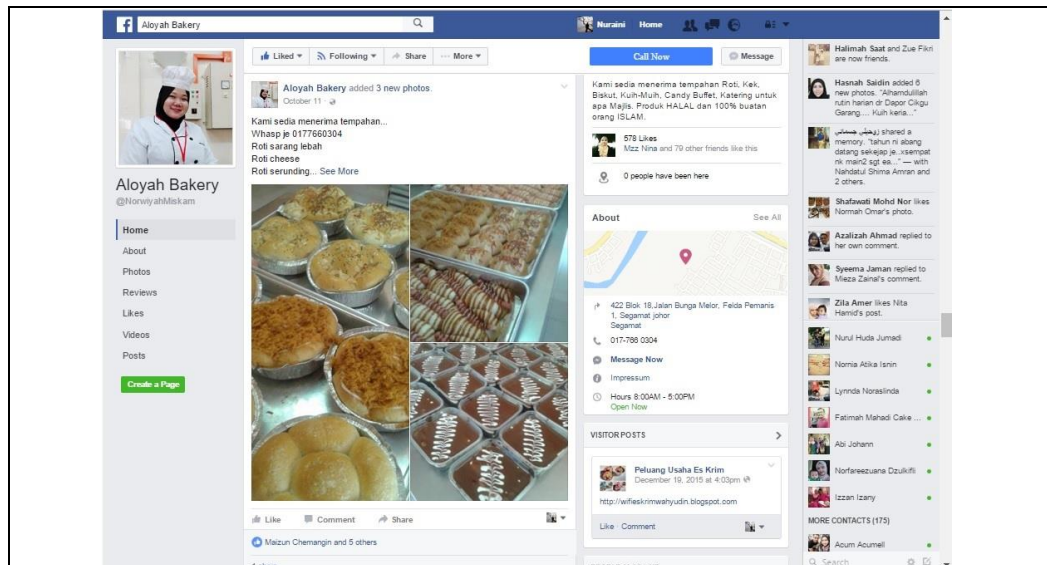 Aloyah Bakery
Nuraini Home
Liked Following Share More
Call Now Message
Aloyah Bakery
@NorwiyahMiskam
Home
About
Photos
Reviews
Likes
Videos
Posts
Create a Page
Aloyah Bakery added 3 new photos.
October 11
Kami sedia menerima tempahan...
Whasp je 0177660304
Roti sarang lebah
Roti cheese
Roti serunding... See More
Like Comment Share
Maizun Chemangin and 5 others
Kami sedia menerima tempahan Roti, Kek,
Biskut, Kuih-Muih, Candy Buffet, Katering untuk
apa Majlis. Produk HALAL dan 100% buatan
orang ISLAM.
578 Likes
Mzz Nina and 79 other friends like this
0 people have been here
About See All
422 Blok 18,Jalan Bunga Melor, Felda Pemanis
1, Segamat johor
Segamat
017-766 0304
Message Now
Impressum
Hours 8:00AM - 5:00PM
Open Now
VISITOR POSTS
Peluang Usaha Es Krim
December 19, 2015 at 4:03pm
http://wifieskrimwahyudin.blogspot.com
Like · Comment
Halimah Saat and Zue Fikri
are now friends.
Hasnah Saidin added 6
new photos. "Alhamdulillah
rutin harian dr Dapor Cikgu
Garang.... Kuih keria..."
shared a
memory. "tahun ni abang
datang sekejap je..xsempat
nk main2 sgt ea..." — with
Nahdatul Shima Amran and
2 others.
Shafawati Mohd Nor likes
Normah Omar's photo.
Azalizah Ahmad replied to
her own comment.
Syeema Jaman replied to
Mieza Zainal's comment.
Zila Amer likes Nita
Hamid's post.
Nurul Huda Jumadi
Nornia Atika Isnin
Lynnda Noraslinda
Fatimah Mahadi Cake ...
Abi Johann
Norfareezuana Dzulkifli
Izzan Izany
MORE CONTACTS (175)
Acum Acumell
Search